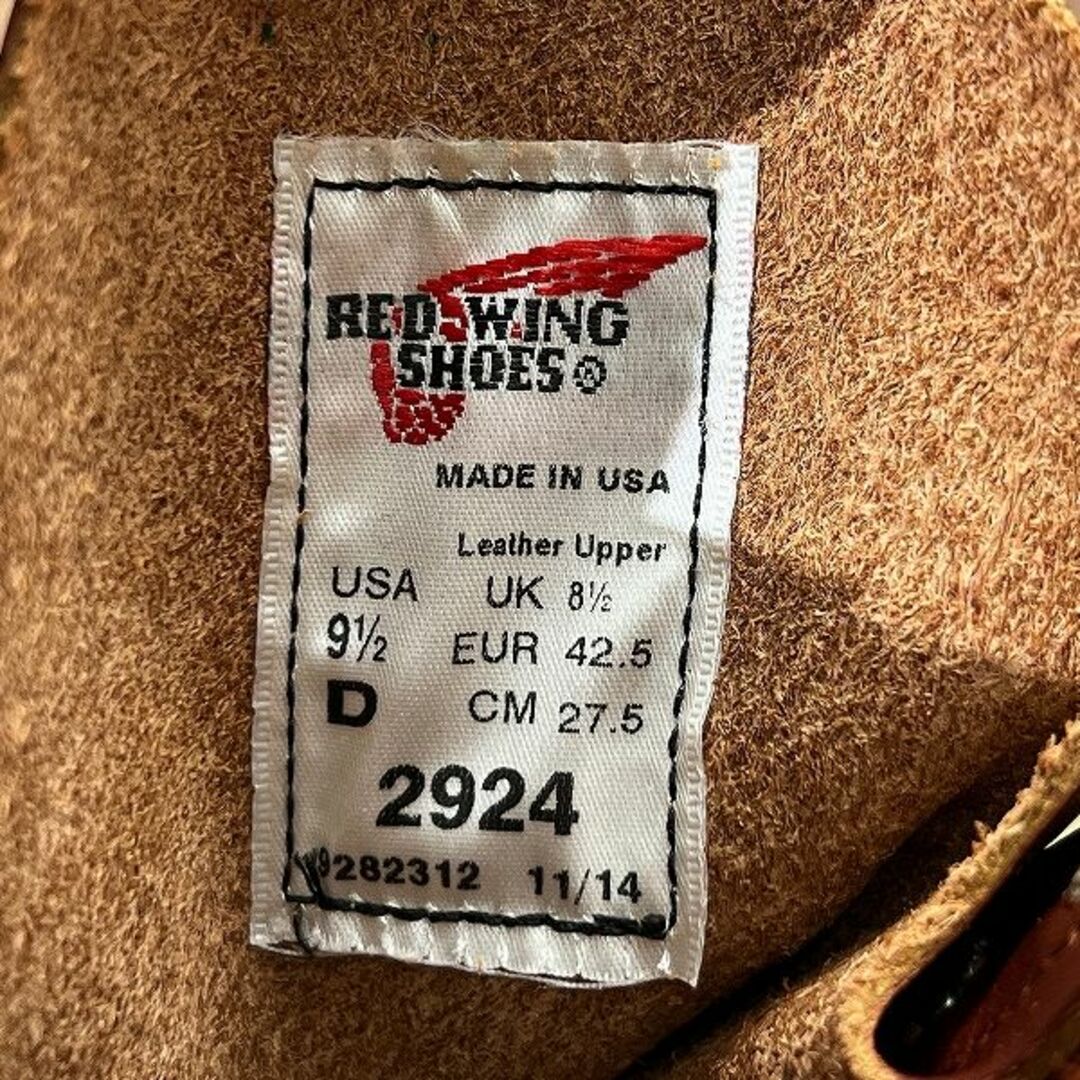 RED WING
SHOES®
MADE IN USA
Leather Upper
USA UK 8½
9½ EUR 42.5
D CM 27.5
2924
9282312 11/14